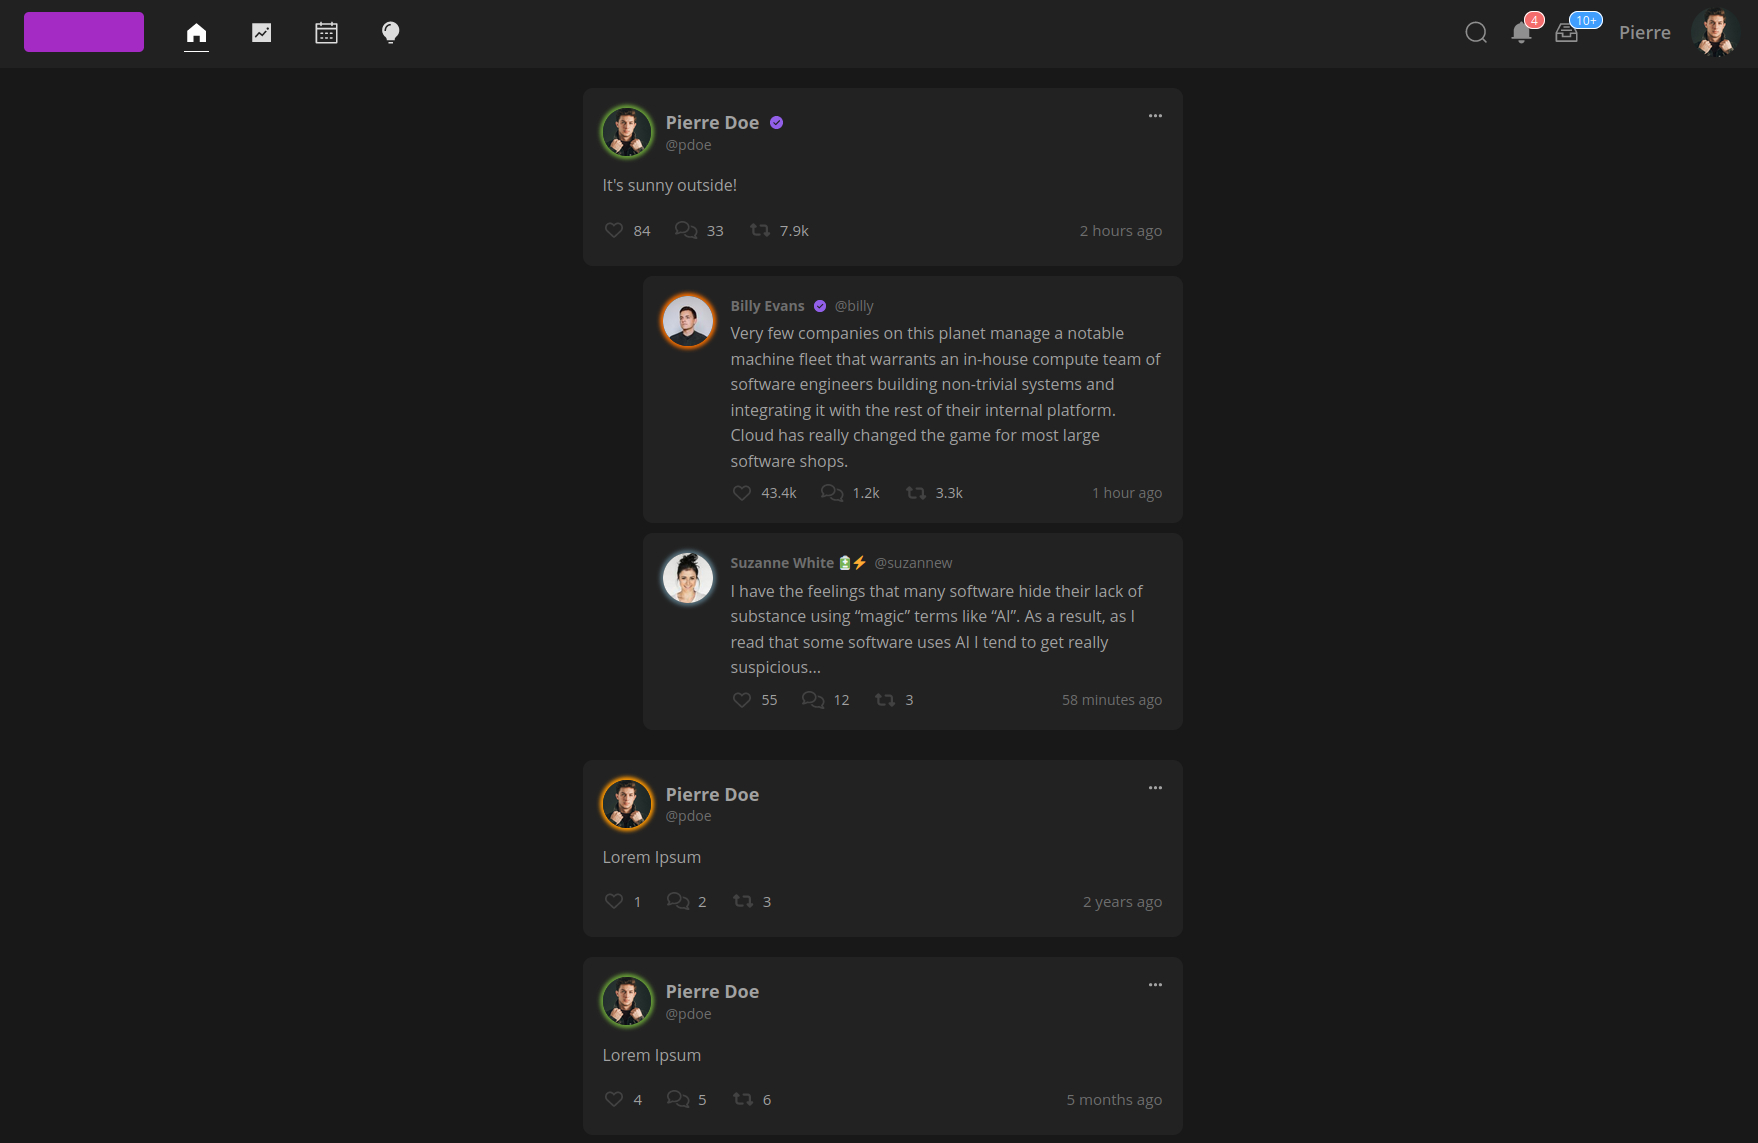 4
10+
Pierre
Pierre Doe
@pdoe
It's sunny outside!
84 33 7.9k 2 hours ago
Billy Evans @billy
Very few companies on this planet manage a notable
machine fleet that warrants an in-house compute team of
software engineers building non-trivial systems and
integrating it with the rest of their internal platform.
Cloud has really changed the game for most large
software shops.
43.4k 1.2k 3.3k 1 hour ago
Suzanne White 🔋⚡ @suzannew
I have the feelings that many software hide their lack of
substance using “magic” terms like “AI”. As a result, as I
read that some software uses AI I tend to get really
suspicious...
55 12 3 58 minutes ago
Pierre Doe
@pdoe
Lorem Ipsum
1 2 3 2 years ago
Pierre Doe
@pdoe
Lorem Ipsum
4 5 6 5 months ago